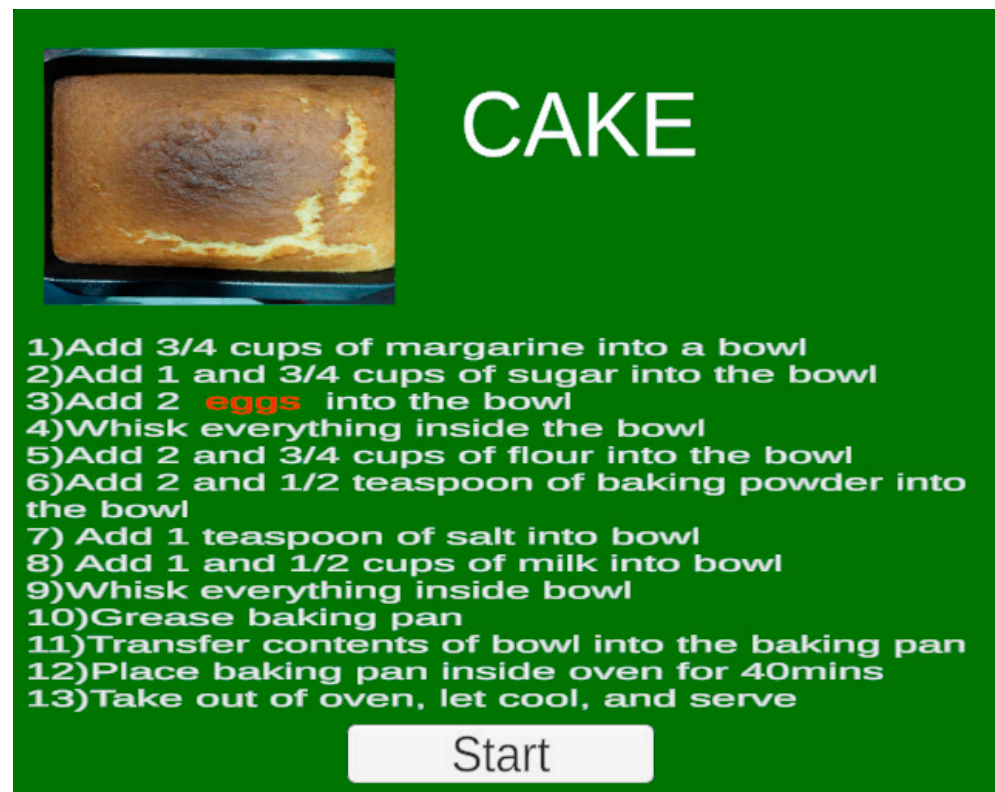 CAKE
1)Add 3/4 cups of margarine into a bowl
2)Add 1 and 3/4 cups of sugar into the bowl
3)Add 2 eggs into the bowl
4)Whisk everything inside the bowl
5)Add 2 and 3/4 cups of flour into the bowl
6)Add 2 and 1/2 teaspoon of baking powder into
the bowl
7) Add 1 teaspoon of salt into bowl
8) Add 1 and 1/2 cups of milk into bowl
9)Whisk everything inside bowl
10)Grease baking pan
11)Transfer contents of bowl into the baking pan
12)Place baking pan inside oven for 40mins
13)Take out of oven, let cool, and serve
Start